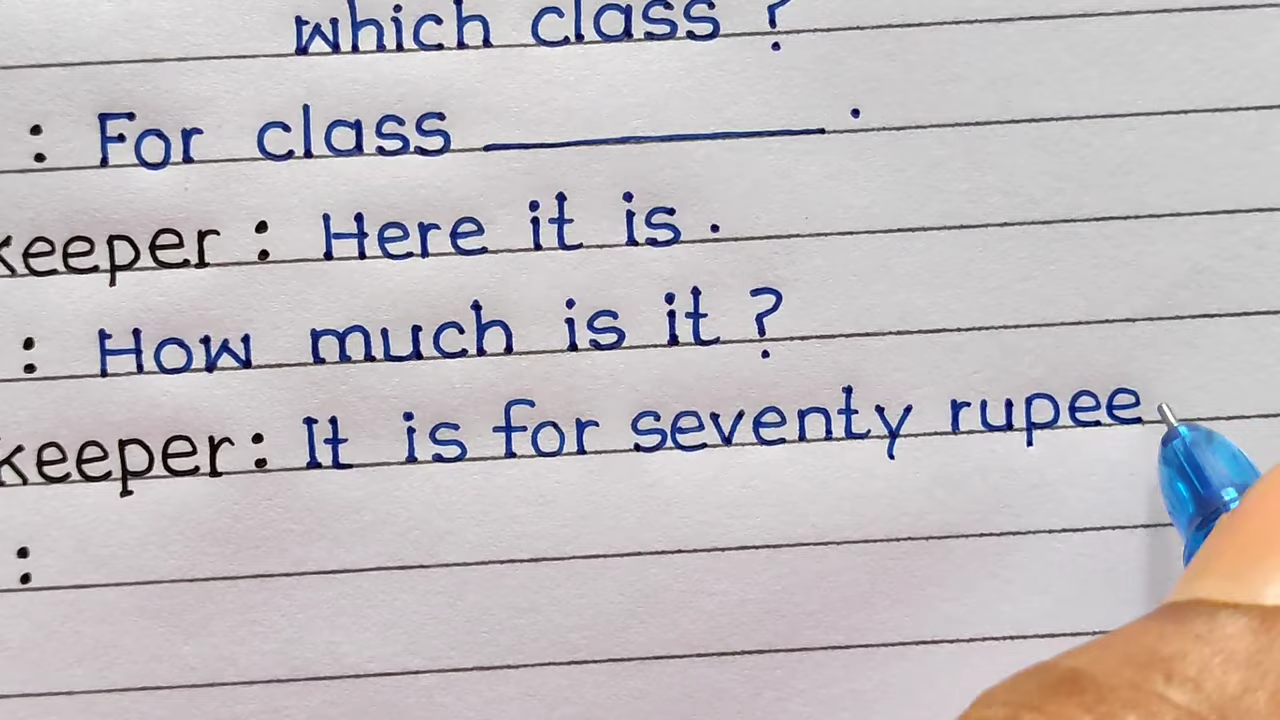 which class ?
: For class ________ .
keeper : Here it is .
: How much is it ?
keeper : It is for seventy rupee
: